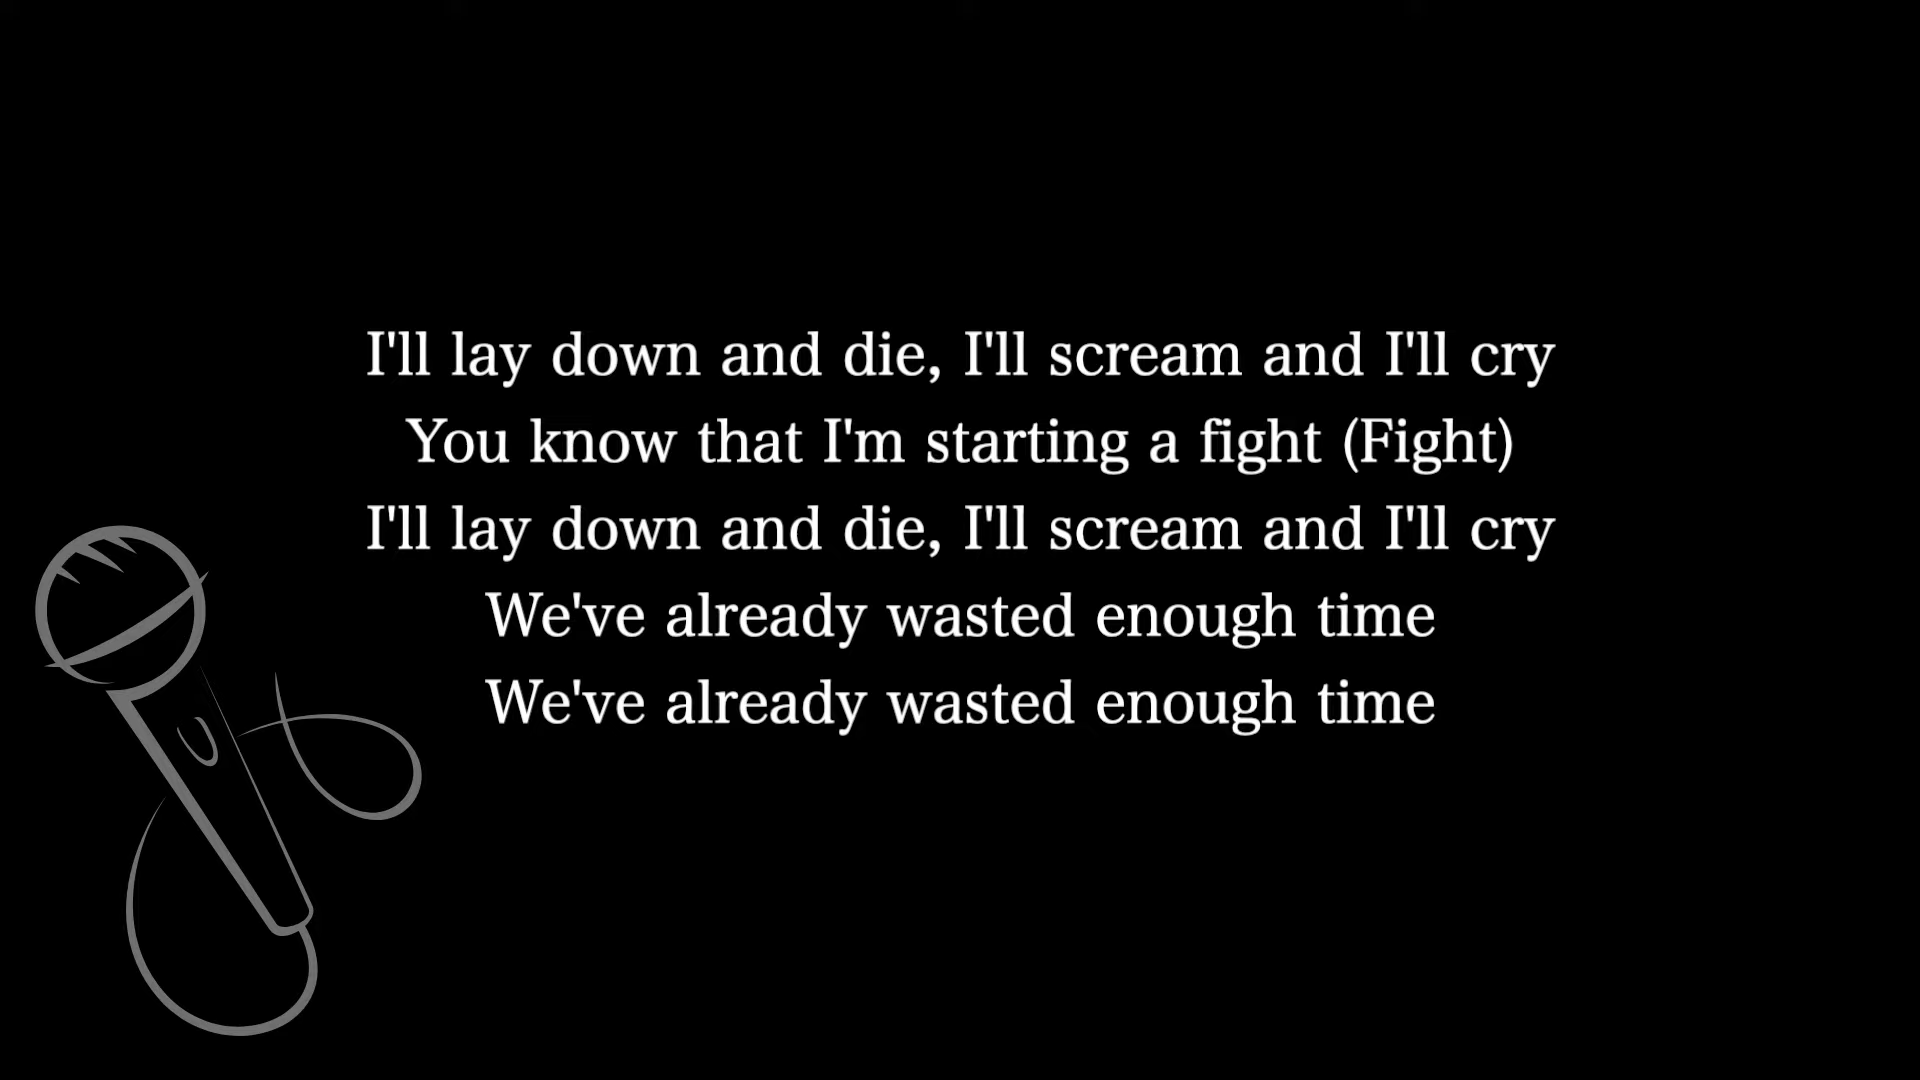 I'll lay down and die, I'll scream and I'll cry
You know that I'm starting a fight (Fight)
I'll lay down and die, I'll scream and I'll cry
We've already wasted enough time
We've already wasted enough time